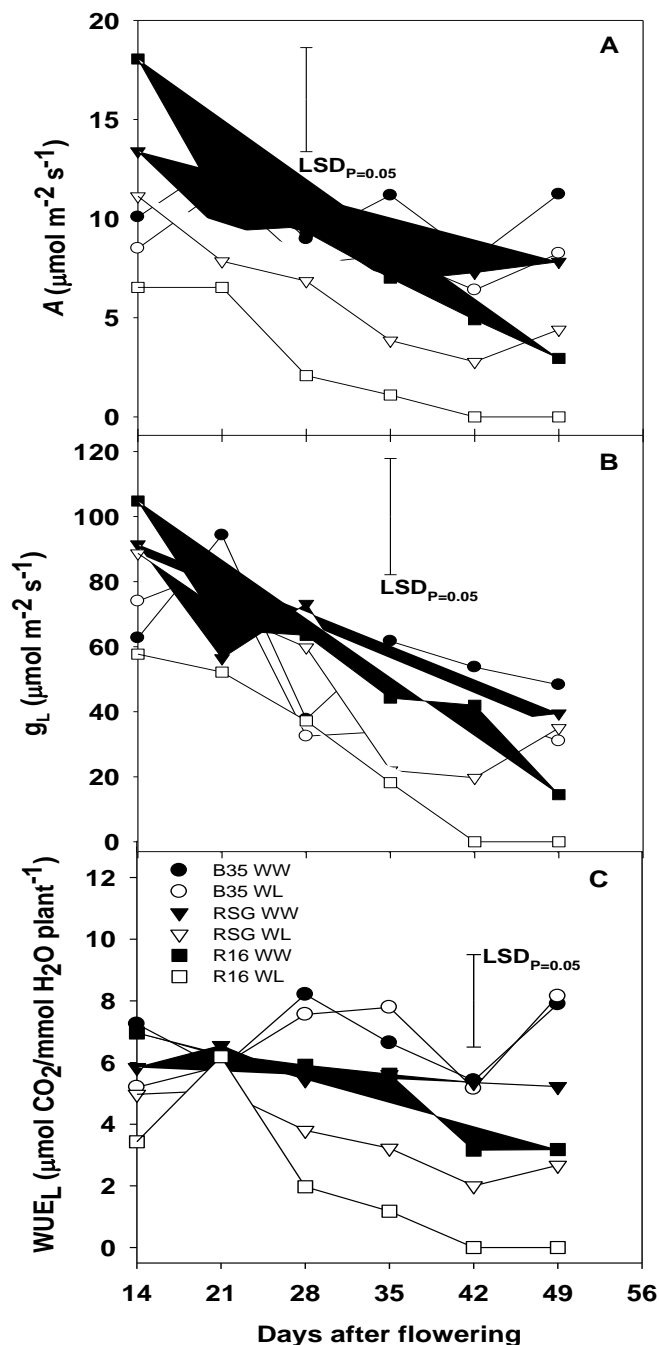 A
20
15
10
5
0
A (μmol m-2 s-1)
LSDP=0.05
B
120
100
80
60
40
20
0
gL (μmol m-2 s-1)
LSDP=0.05
C
12
10
8
6
4
2
0
WUEL (μmol CO2/mmol H2O plant-1)
B35 WW
B35 WL
RSG WW
RSG WL
R16 WW
R16 WL
LSDP=0.05
14 21 28 35 42 49 56
Days after flowering